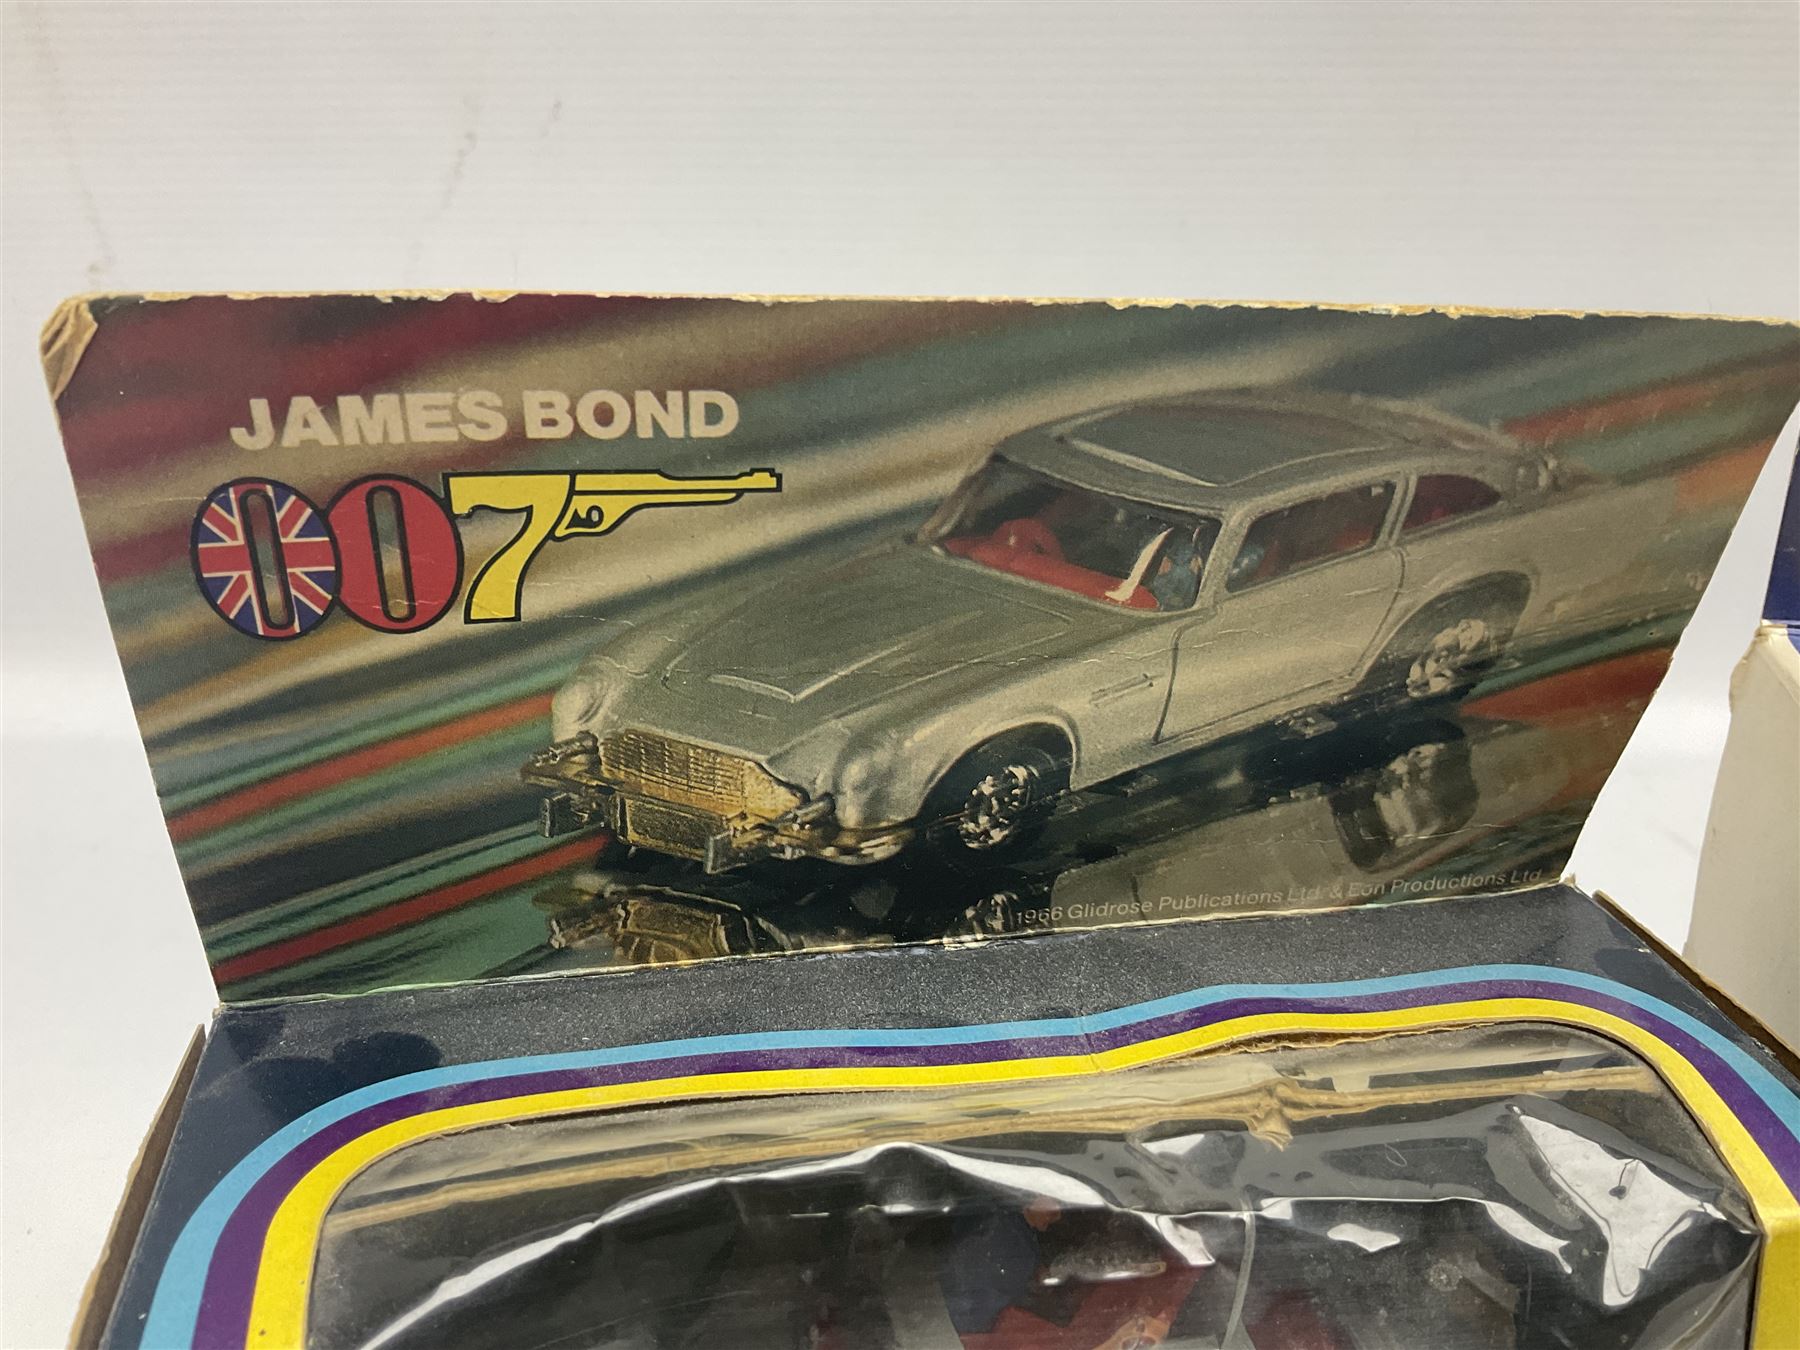 JAMES BOND
007
1966 Glidrose Publications Ltd. & Eon Productions Ltd